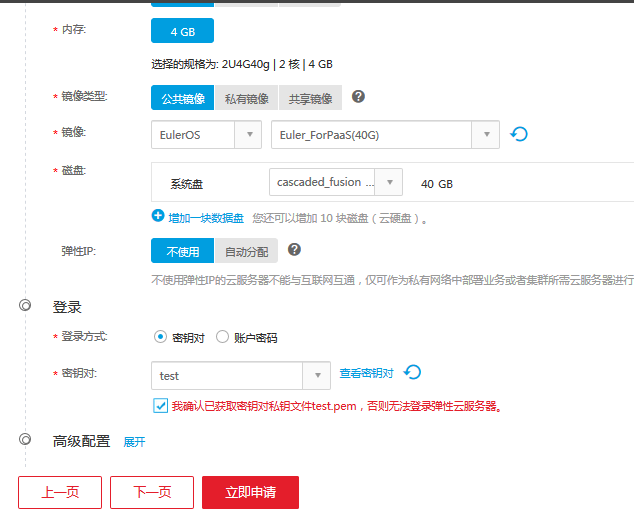 * 内存: 4 GB
选择的规格为: 2U4G40g | 2 核 | 4 GB
* 镜像类型: 公共镜像 私有镜像 共享镜像 ?
* 镜像: EulerOS Euler_ForPaaS(40G)
* 磁盘: 系统盘 cascaded_fusion ... 40 GB
增加一块数据盘 您还可以增加 10 块磁盘（云硬盘）。
弹性IP: 不使用 自动分配 ?
不使用弹性IP的云服务器不能与互联网互通，仅可作为私有网络中部署业务或者集群所需云服务器进行
登录
* 登录方式: 密钥对 账户密码
* 密钥对: test 查看密钥对
我确认已获取密钥对私钥文件test.pem，否则无法登录弹性云服务器。
高级配置 展开
上一页 下一页 立即申请